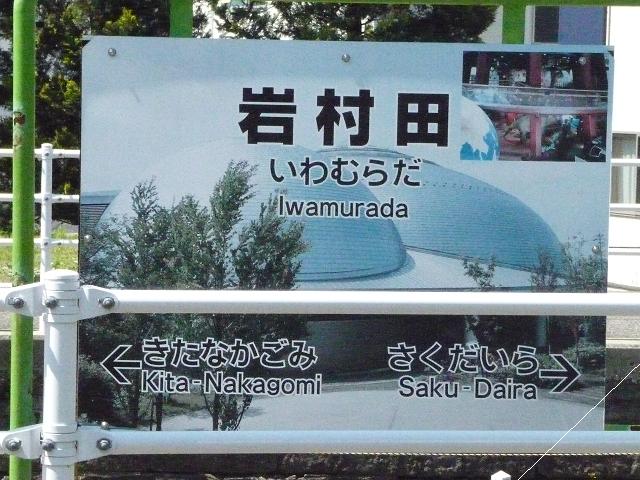 岩村田
いわむらだ
Iwamurada
←きたなかごみ
Kita-Nakagomi
さくだいら→
Saku-Daira